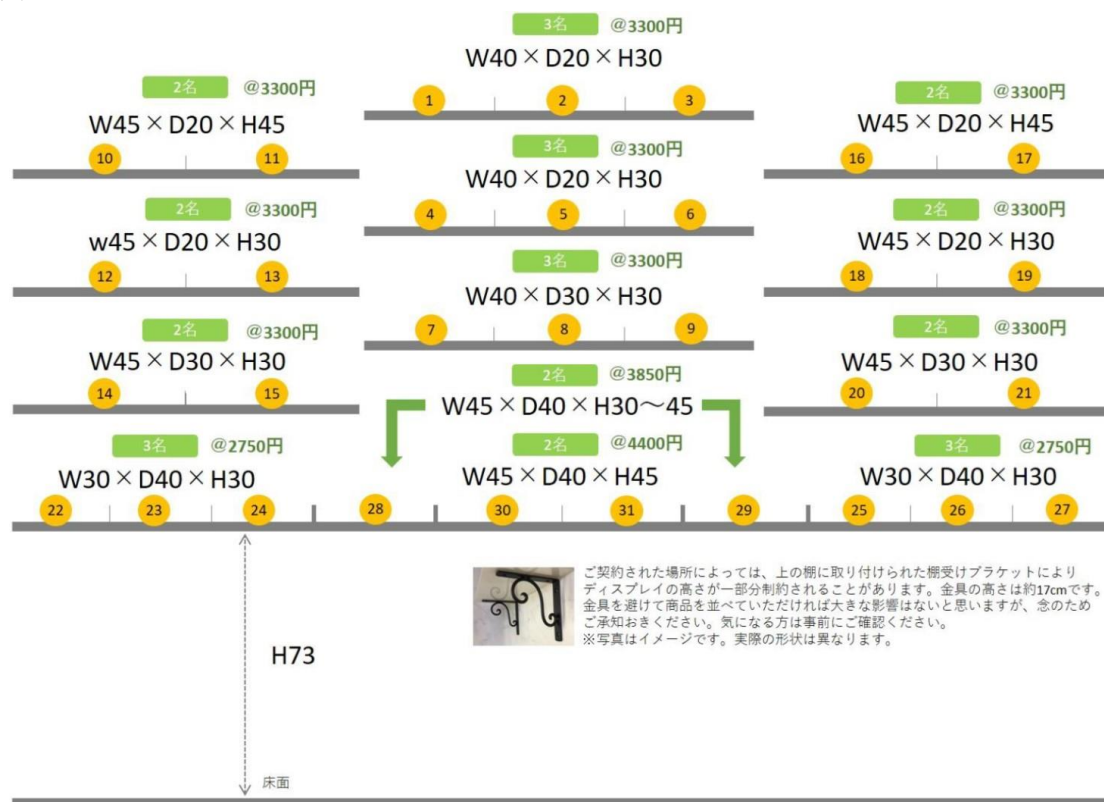 3名 @3300円
W40×D20×H30
1 2 3
2名 @3300円
W45×D20×H45
10 11
2名 @3300円
W45×D20×H45
16 17
3名 @3300円
W40×D20×H30
4 5 6
2名 @3300円
w45×D20×H30
12 13
2名 @3300円
W45×D20×H30
18 19
3名 @3300円
W40×D30×H30
7 8 9
2名 @3300円
W45×D30×H30
14 15
2名 @3300円
W45×D30×H30
20 21
2名 @3850円
W45×D40×H30～45
3名 @2750円
W30×D40×H30
2名 @4400円
W45×D40×H45
3名 @2750円
W30×D40×H30
22 23 24 28 30 31 29 25 26 27
ご契約された場所によっては、上の棚に取り付けられた棚受けブラケットにより
ディスプレイの高さが一部分制約されることがあります。金具の高さは約17cmです。
金具を避けて商品を並べていただければ大きな影響はないと思いますが、念のため
ご承知おきください。気になる方は事前にご確認ください。
※写真はイメージです。実際の形状は異なります。
H73
床面